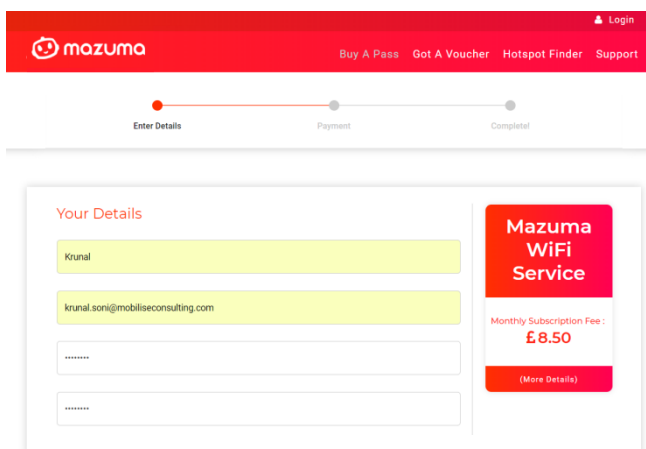 Login
mazuma
Buy A Pass Got A Voucher Hotspot Finder Support
Enter Details Payment Complete!
Your Details
Krunal
krunal.soni@mobiliseconsulting.com
••••••••
••••••••
Mazuma
WiFi
Service
Monthly Subscription Fee :
£8.50
(More Details)